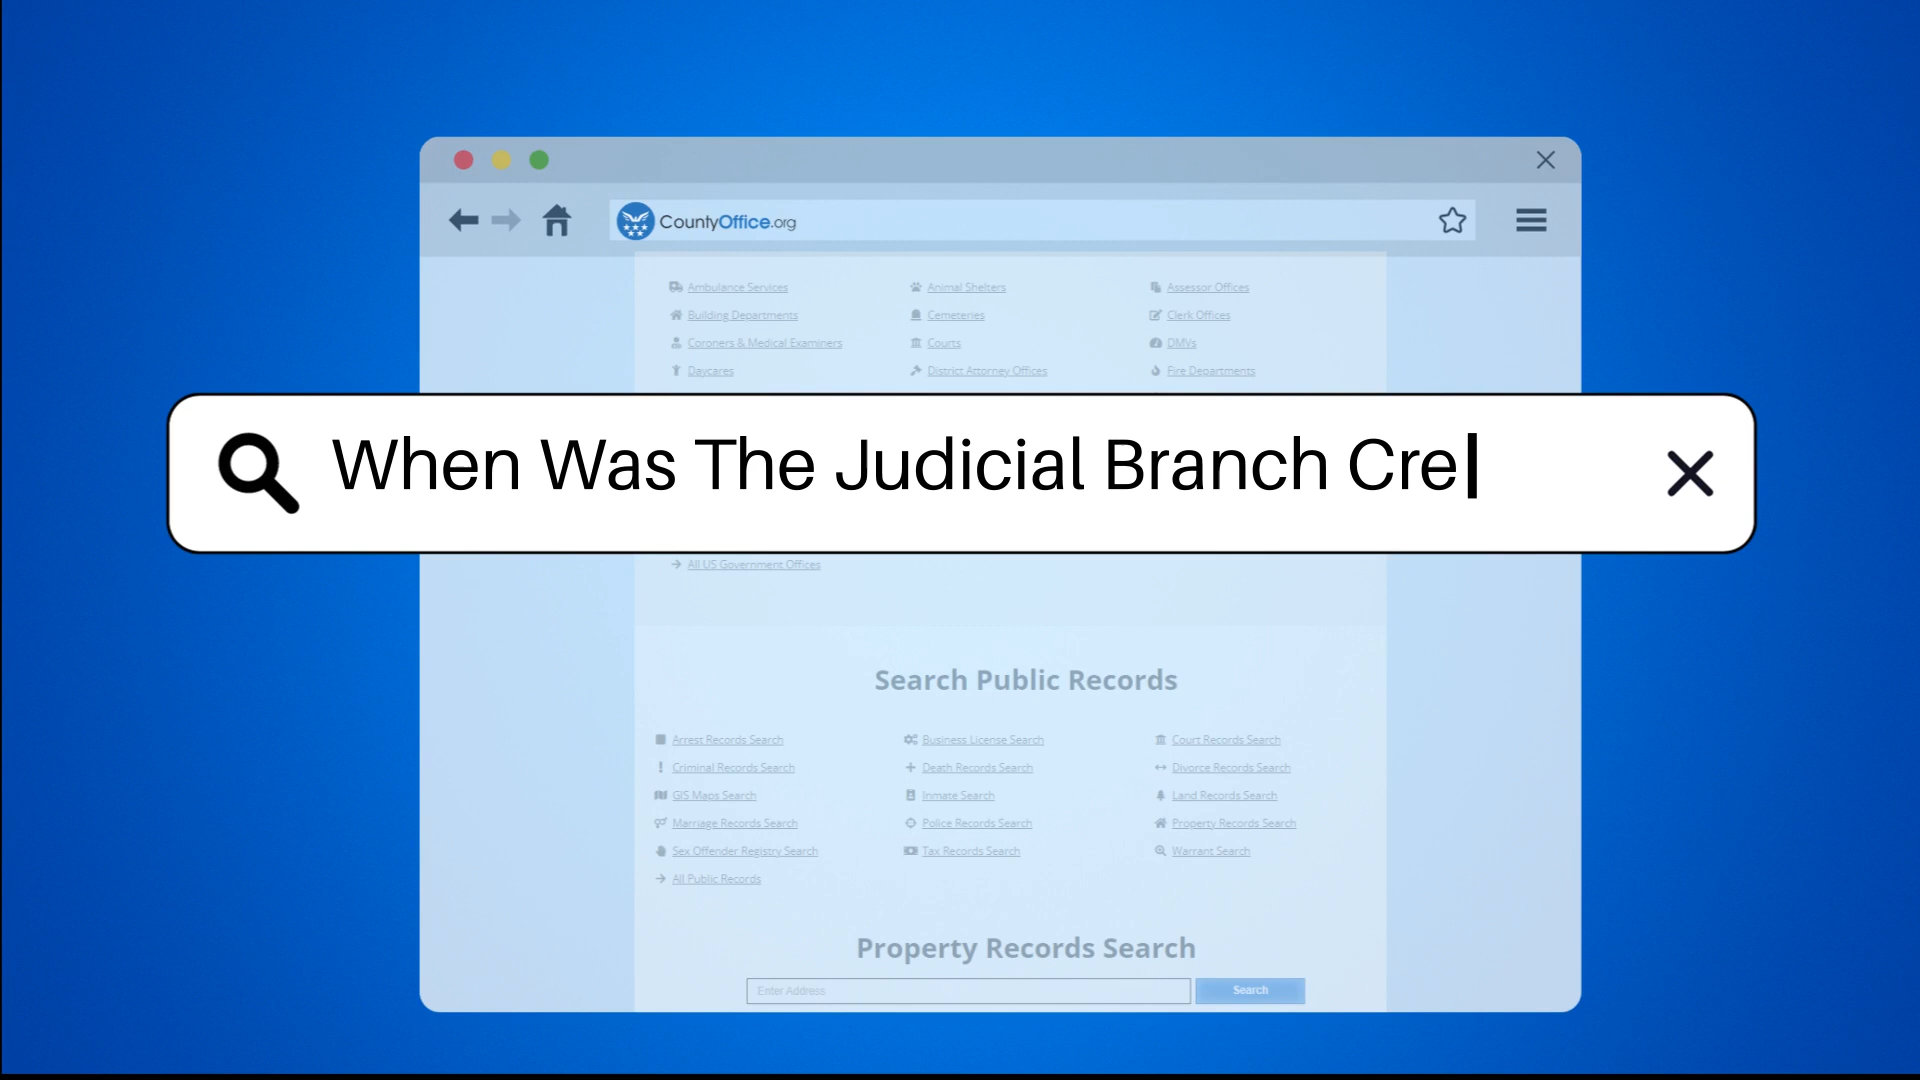 CountyOffice.org
Ambulance Services Animal Shelters Assessor Offices
Building Departments Cemeteries Clerk Offices
Coroners & Medical Examiners Courts DMVs
Daycares District Attorney Offices Fire Departments
When Was The Judicial Branch Cre
All US Government Offices
Search Public Records
Arrest Records Search Business License Search Court Records Search
Criminal Records Search Death Records Search Divorce Records Search
GIS Maps Search Inmate Search Land Records Search
Marriage Records Search Police Records Search Property Records Search
Sex Offender Registry Search Tax Records Search Warrant Search
All Public Records
Property Records Search
Enter Address Search